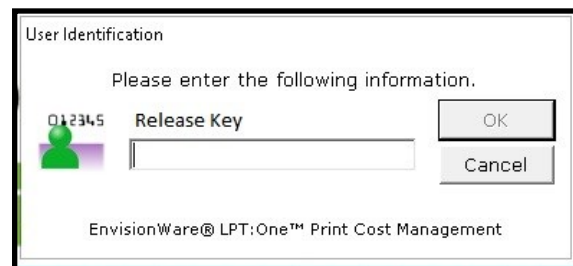 User Identification
Please enter the following information.
012345
Release Key
OK
Cancel
EnvisionWare® LPT:One™ Print Cost Management